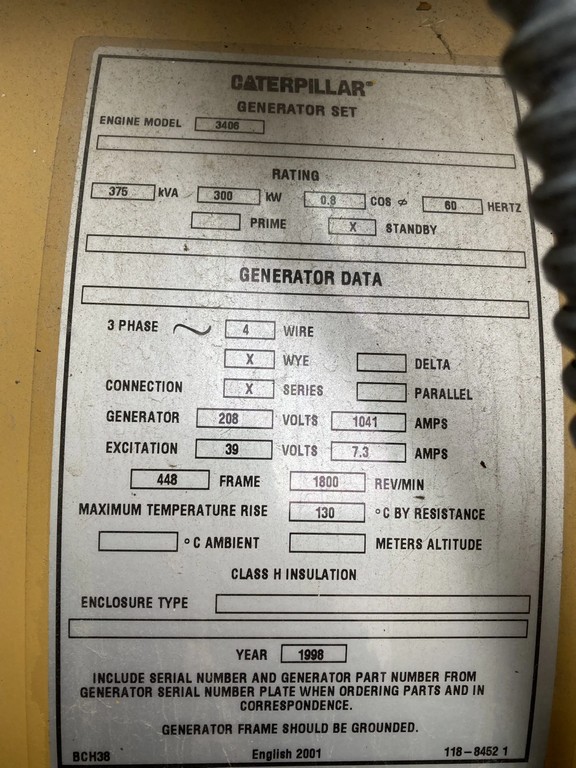 CATERPILLAR®
GENERATOR SET
ENGINE MODEL 3406
RATING
375 kVA 300 kW 0.8 COS ø 60 HERTZ
PRIME X STANDBY
GENERATOR DATA
3 PHASE ~ 4 WIRE
X WYE DELTA
CONNECTION X SERIES PARALLEL
GENERATOR 208 VOLTS 1041 AMPS
EXCITATION 39 VOLTS 7.3 AMPS
448 FRAME 1800 REV/MIN
MAXIMUM TEMPERATURE RISE 130 °C BY RESISTANCE
°C AMBIENT METERS ALTITUDE
CLASS H INSULATION
ENCLOSURE TYPE
YEAR 1998
INCLUDE SERIAL NUMBER AND GENERATOR PART NUMBER FROM
GENERATOR SERIAL NUMBER PLATE WHEN ORDERING PARTS AND IN
CORRESPONDENCE.
GENERATOR FRAME SHOULD BE GROUNDED.
BCH38 English 2001 118-8452 1